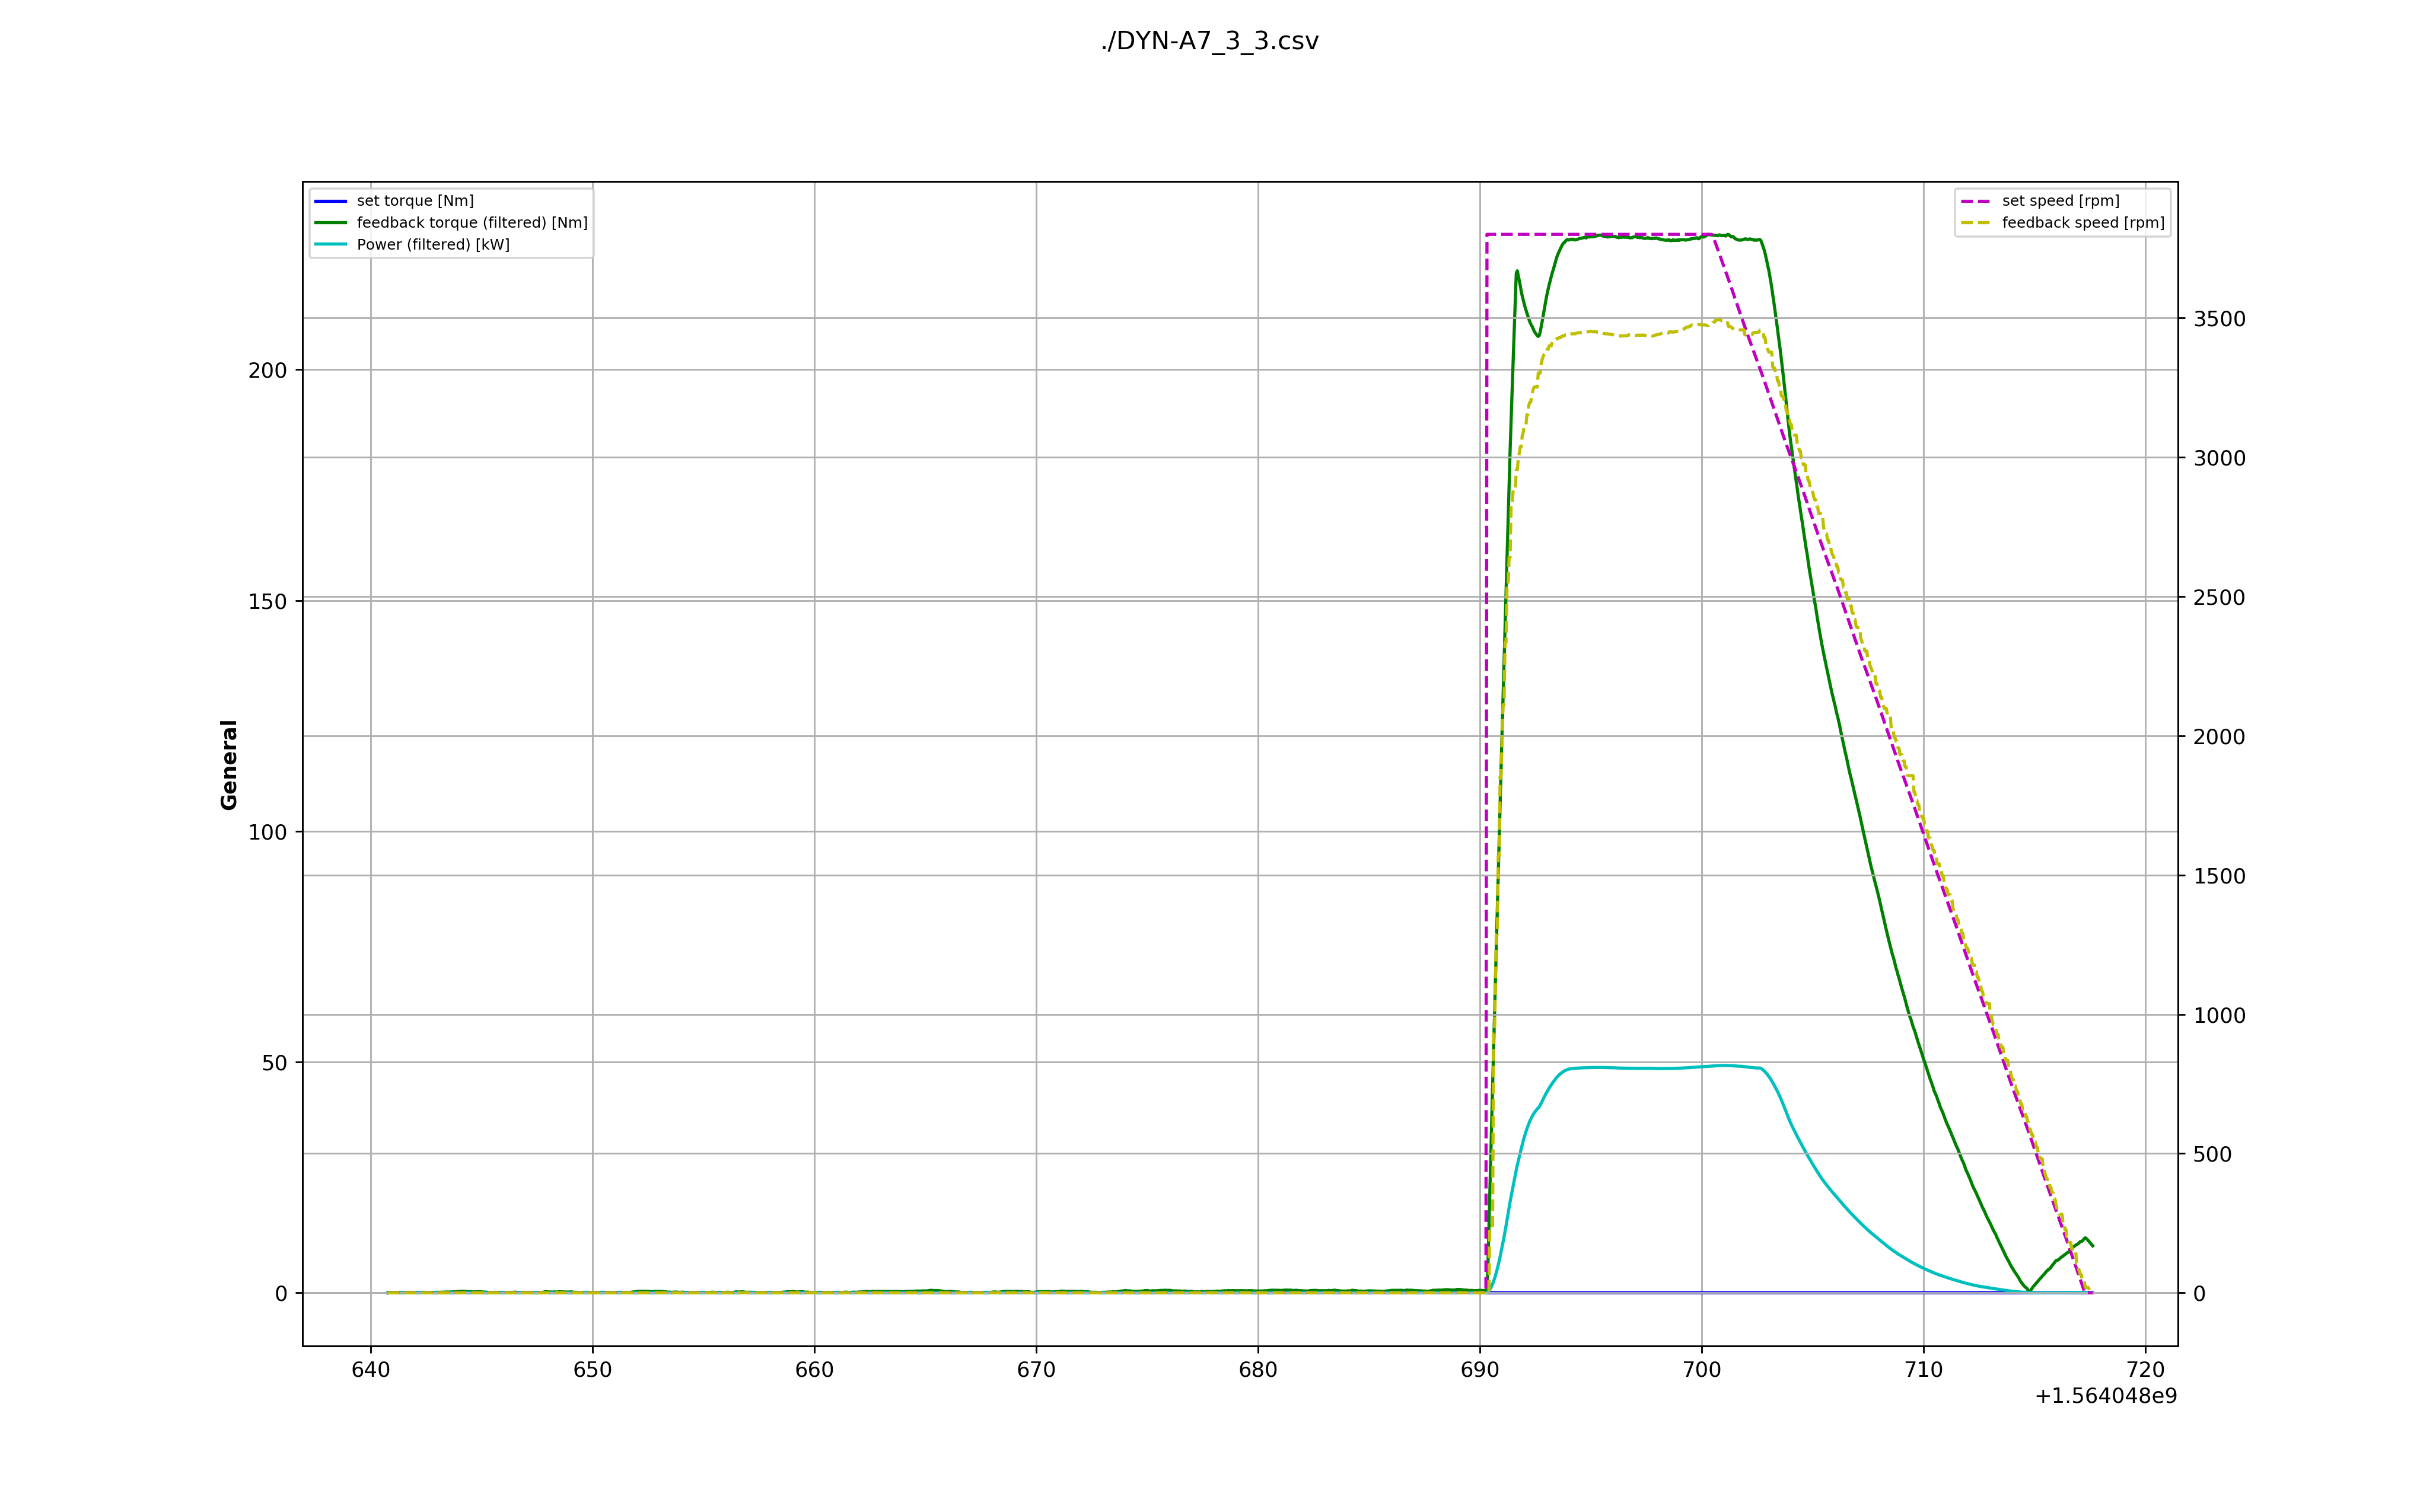 ./DYN-A7_3_3.csv
set torque [Nm]
feedback torque (filtered) [Nm]
Power (filtered) [kW]
set speed [rpm]
feedback speed [rpm]
General
200
150
100
50
0
3500
3000
2500
2000
1500
1000
500
0
640 650 660 670 680 690 700 710 720
+1.564048e9